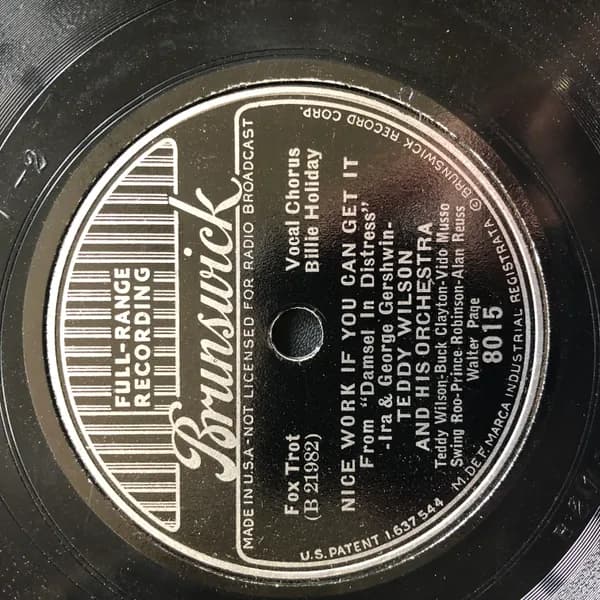 FULL-RANGE
RECORDING
Brunswick
MADE IN U.S.A-NOT LICENSED FOR RADIO BROADCAST
Fox Trot
(B 21982)
Vocal Chorus
Billie Holiday
NICE WORK IF YOU CAN GET IT
From "Damsel In Distress"
-Ira & George Gershwin-
TEDDY WILSON
AND HIS ORCHESTRA
Teddy Wilson-Buck Clayton-Vido Musso
Swing Roo-Prince Robinson-Alan Reuss
Walter Page
8015
U.S. PATENT 1,637,544
M. DE F. MARCA INDUSTRIAL REGISTRATA
© BRUNSWICK RECORD CORP.